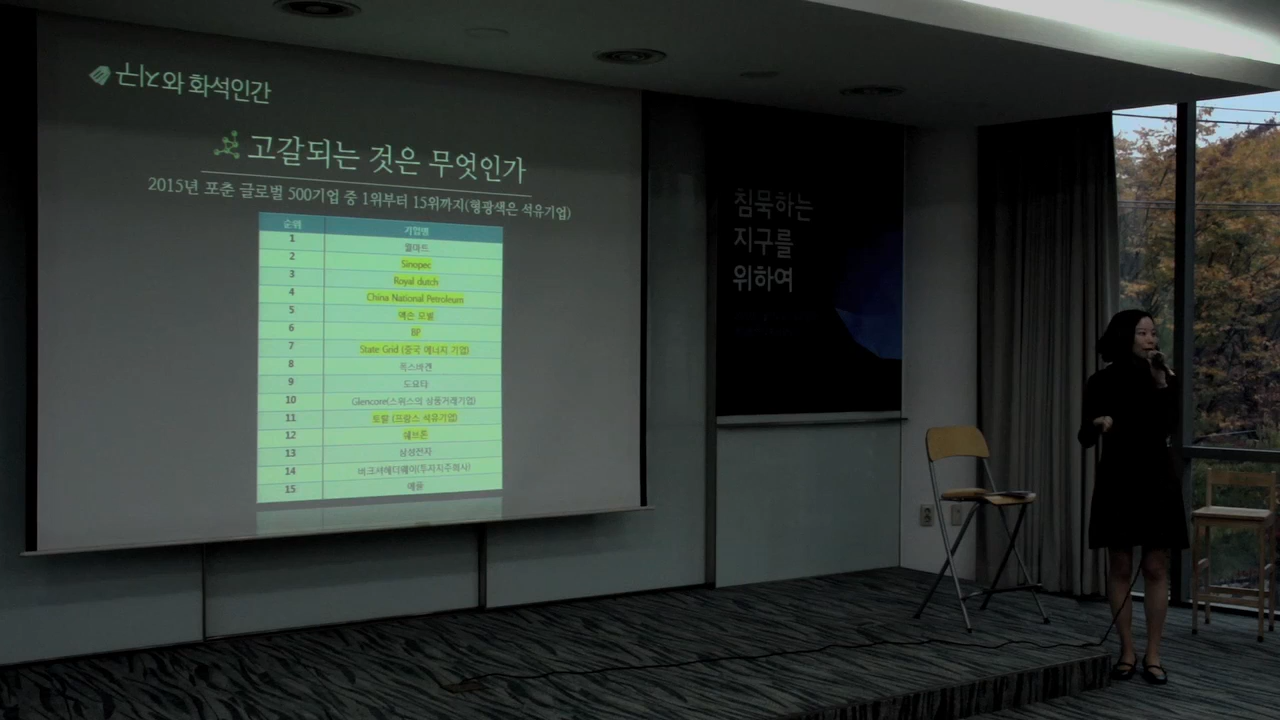 와 화석인간
고갈되는 것은 무엇인가
2015년 포춘 글로벌 500기업 중 1위부터 15위까지(형광색은 석유기업)
순위 기업명
1 월마트
2 Sinopec
3 Royal dutch
4 China National Petroleum
5 엑손 모빌
6 BP
7 State Grid (중국 에너지 기업)
8 폭스바겐
9 도요타
10 Glencore(스위스의 상품거래기업)
11 토탈 (프랑스 석유기업)
12 쉐브론
13 삼성전자
14 버크셔해더웨이(투자지주회사)
15 애플
침묵하는
지구를
위하여